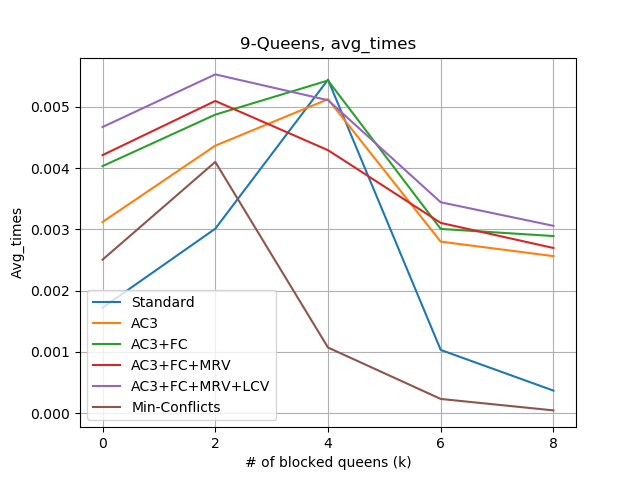 9-Queens, avg_times
Avg_times
0.005
0.004
0.003
0.002
0.001
0.000
Standard
AC3
AC3+FC
AC3+FC+MRV
AC3+FC+MRV+LCV
Min-Conflicts
0 2 4 6 8
# of blocked queens (k)